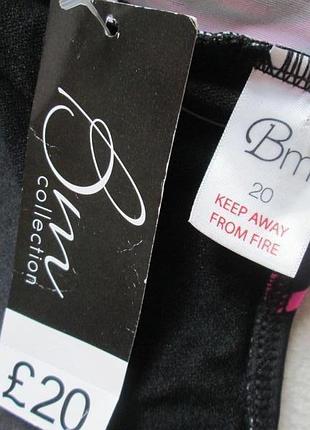 Bm
collection
£20
Bm
20
KEEP AWAY
FROM FIRE